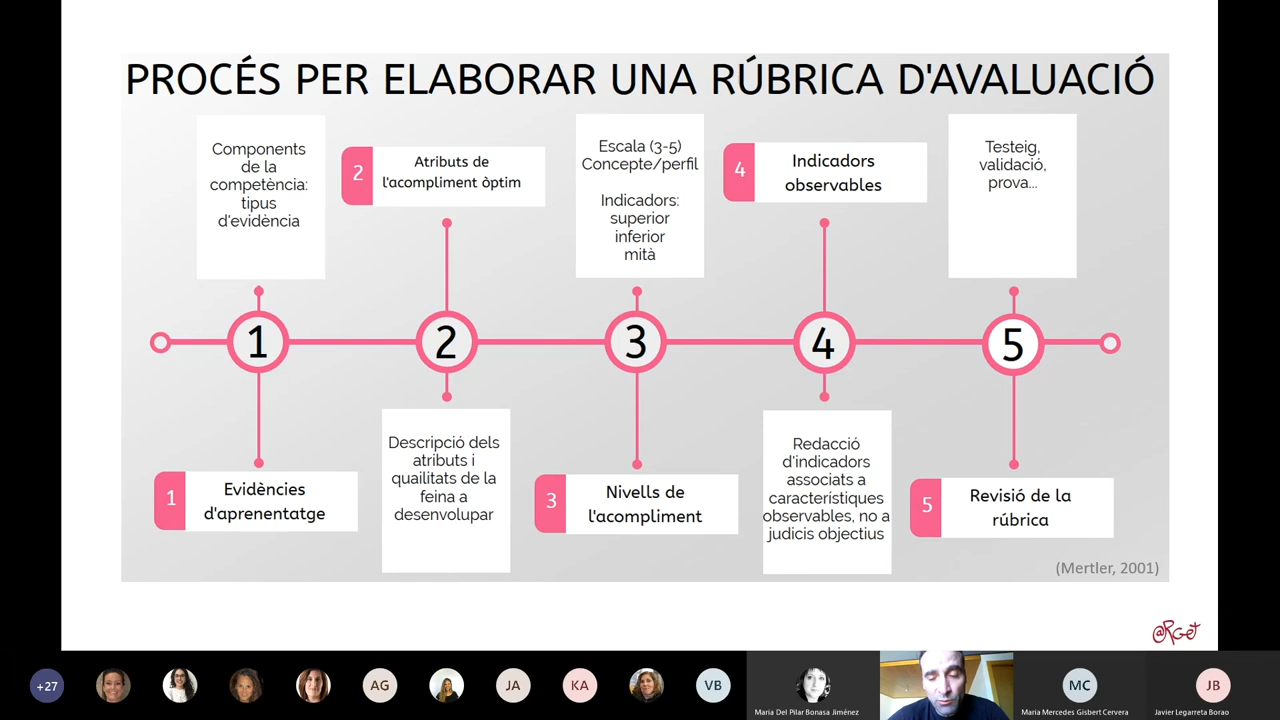 PROCÉS PER ELABORAR UNA RÚBRICA D'AVALUACIÓ
Components
de la
competència:
tipus
d'evidència
1
Evidències
d'aprenentatge
1
2
Atributs de
l'acompliment òptim
2
Descripció dels
atributs i
quailitats de la
feina a
desenvolupar
Escala (3-5)
Concepte/perfil
Indicadors:
superior
inferior
mità
3
3
Nivells de
l'acompliment
4
Indicadors
observables
4
Redacció
d'indicadors
associats a
característiques
observables, no a
judicis objectius
Testeig,
validació,
prova...
5
5
Revisió de la
rúbrica
(Mertler, 2001)
@RGet
+27
AG
JA
KA
VB
Maria Del Pilar Bonasa Jiménez
MC
Maria Mercedes Gisbert Cervera
JB
Javier Legarreta Borao